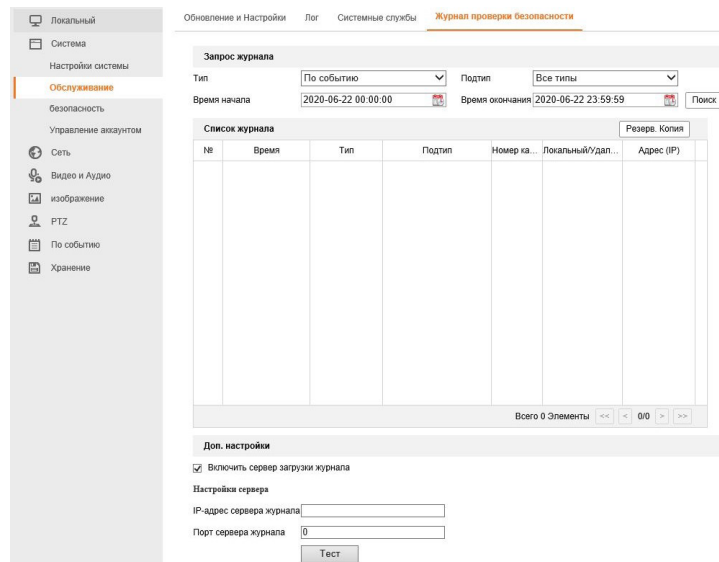 Локальный
Система
Настройки системы
Обслуживание
безопасность
Управление аккаунтом
Сеть
Видео и Аудио
изображение
PTZ
По событию
Хранение
Обновление и Настройки Лог Системные службы Журнал проверки безопасности
Запрос журнала
Тип По событию Подтип Все типы
Время начала 2020-06-22 00:00:00 Время окончания 2020-06-22 23:59:59 Поиск
Список журнала Резерв. Копия
№ Время Тип Подтип Номер ка... Локальный/Удал... Адрес (IP)
Всего 0 Элементы << < 0/0 > >>
Доп. настройки
Включить сервер загрузки журнала
Настройки сервера
IP-адрес сервера журнала
Порт сервера журнала 0
Тест